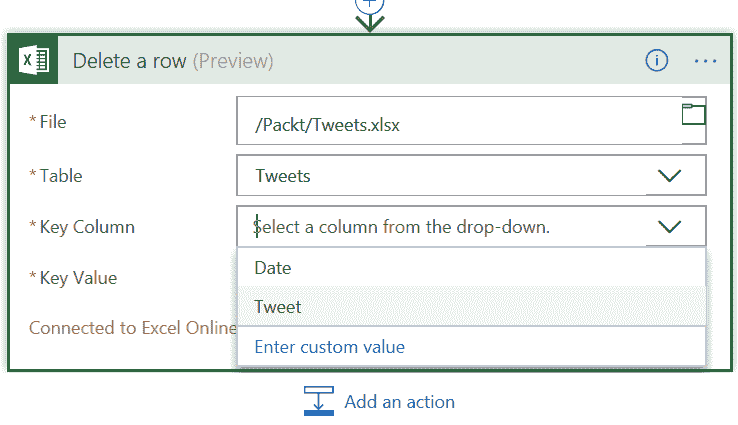 Delete a row (Preview)
* File
/Packt/Tweets.xlsx
* Table
Tweets
* Key Column
Select a column from the drop-down.
* Key Value
Date
Tweet
Connected to Excel Online
Enter custom value
Add an action